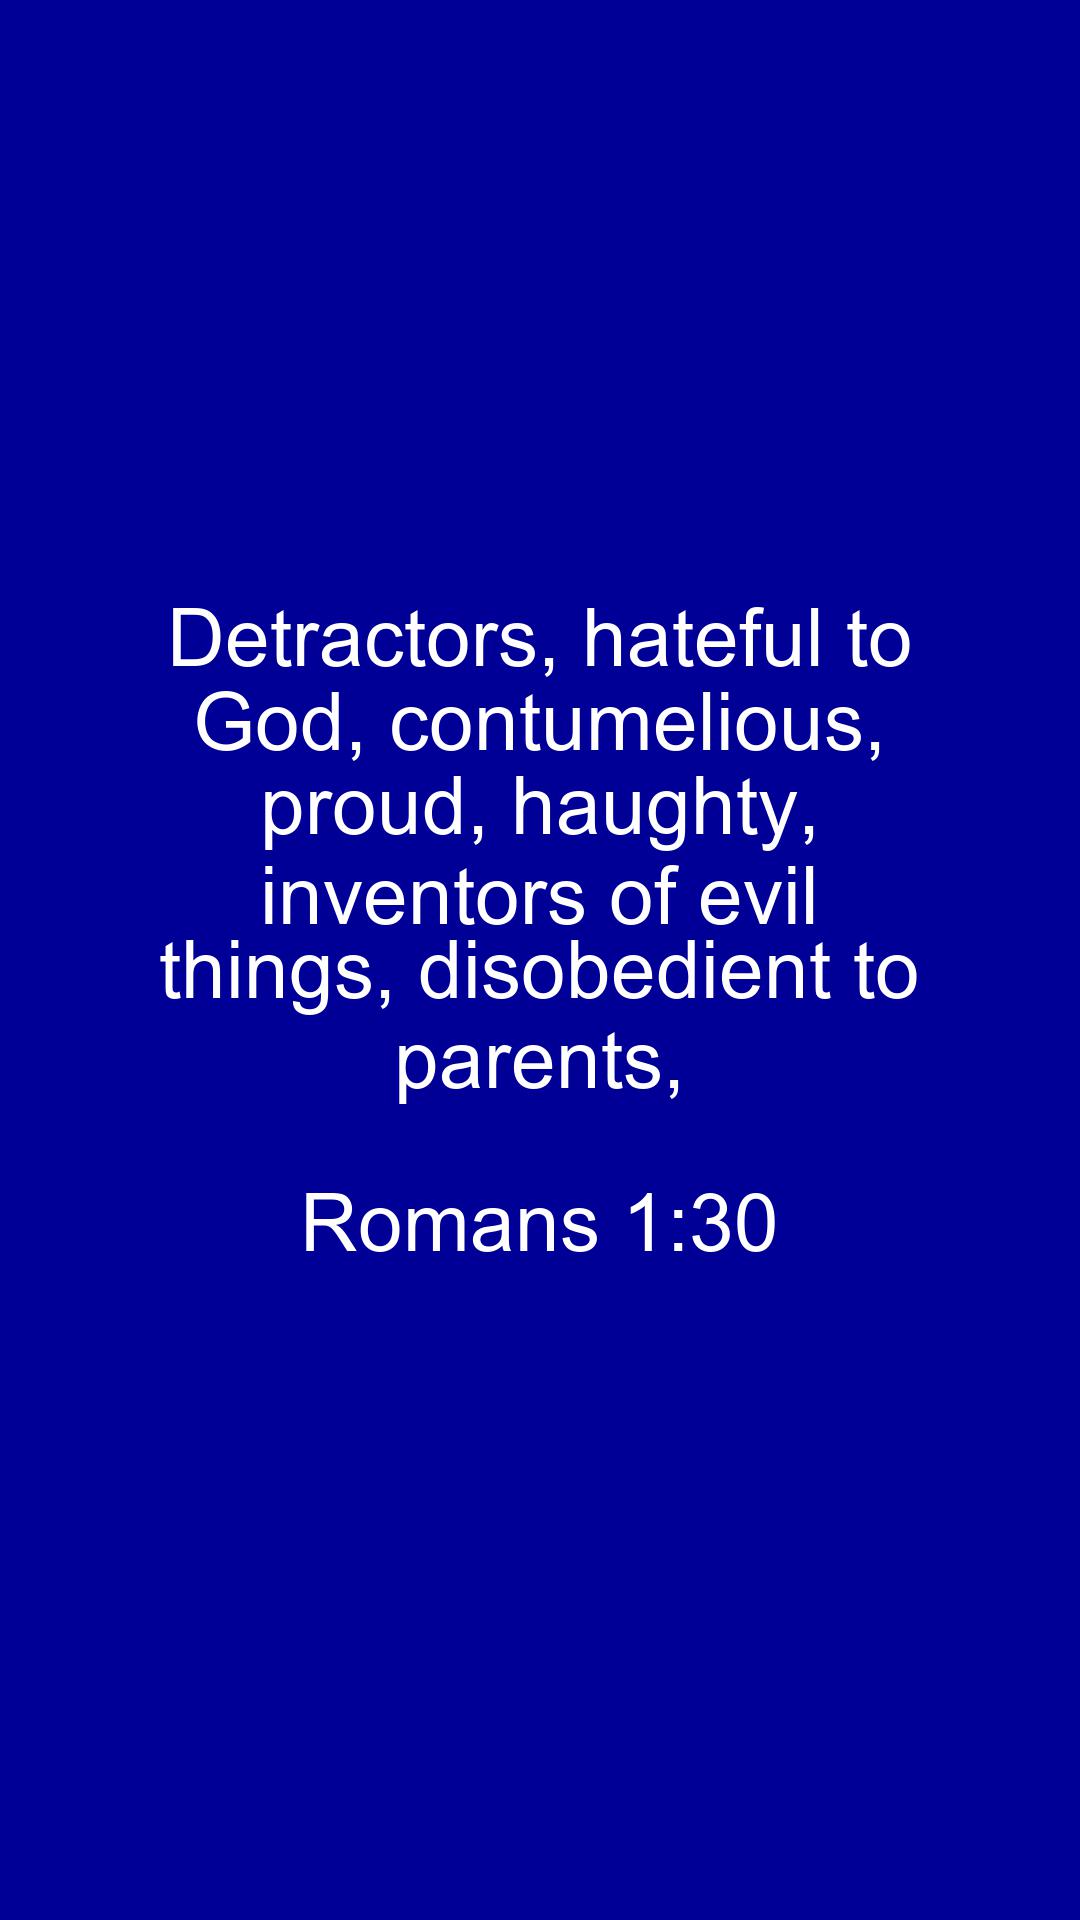 Detractors, hateful to
God, contumelious,
proud, haughty,
inventors of evil
things, disobedient to
parents,
Romans 1:30